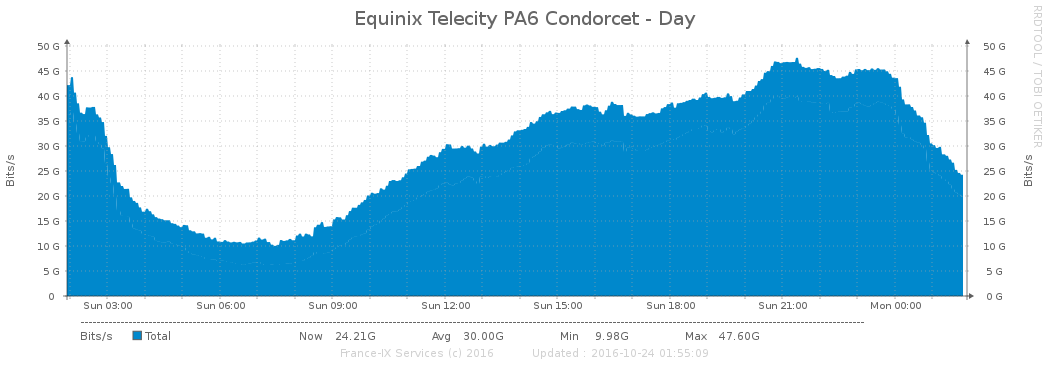 Equinix Telecity PA6 Condorcet - Day
RRDTOOL / TOBI OETIKER
Bits/s
50 G
45 G
40 G
35 G
30 G
25 G
20 G
15 G
10 G
5 G
0
50 G
45 G
40 G
35 G
30 G
25 G
20 G
15 G
10 G
5 G
0 G
Bits/s
Sun 03:00 Sun 06:00 Sun 09:00 Sun 12:00 Sun 15:00 Sun 18:00 Sun 21:00 Mon 00:00
Bits/s Total Now 24.21G Avg 30.00G Min 9.98G Max 47.60G
France-IX Services (c) 2016 Updated : 2016-10-24 01:55:09